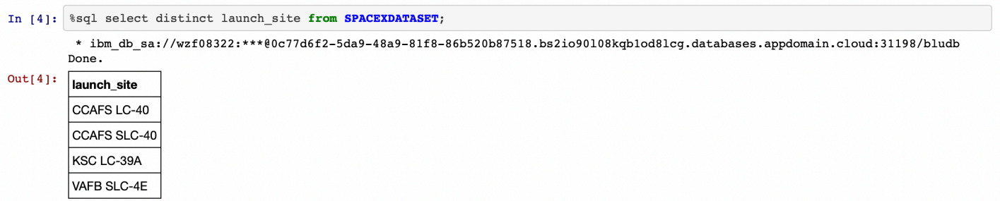 In [4]: %sql select distinct launch_site from SPACEXDATASET;
* ibm_db_sa://wzf08322:***@0c77d6f2-5da9-48a9-81f8-86b520b87518.bs2io90l08kqb1od8lcg.databases.appdomain.cloud:31198/bludb
Done.
Out[4]: launch_site
CCAFS LC-40
CCAFS SLC-40
KSC LC-39A
VAFB SLC-4E